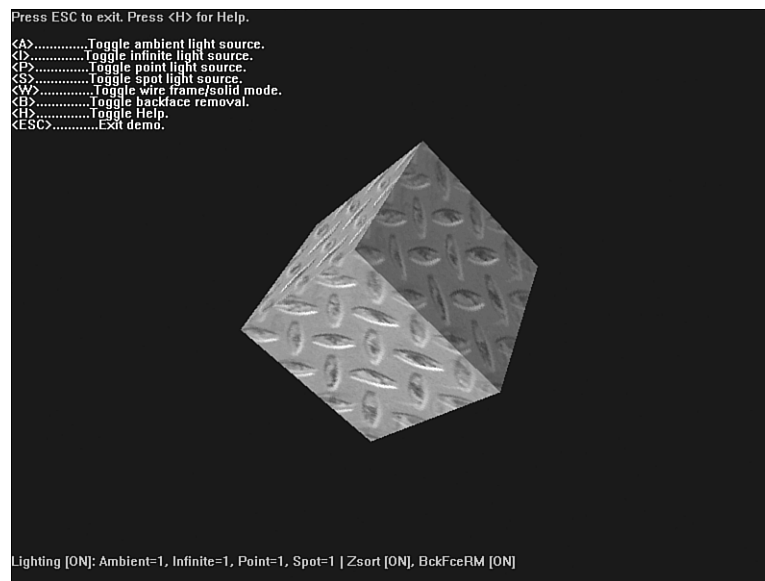 Press ESC to exit. Press <H> for Help.
<A>..............Toggle ambient light source.
<I>..............Toggle infinite light source.
<P>..............Toggle point light source.
<S>..............Toggle spot light source.
<W>..............Toggle wire frame/solid mode.
<B>..............Toggle backface removal.
<H>..............Toggle Help.
<ESC>............Exit demo.
Lighting [ON]: Ambient=1, Infinite=1, Point=1, Spot=1 | Zsort [ON], BckFceRM [ON]